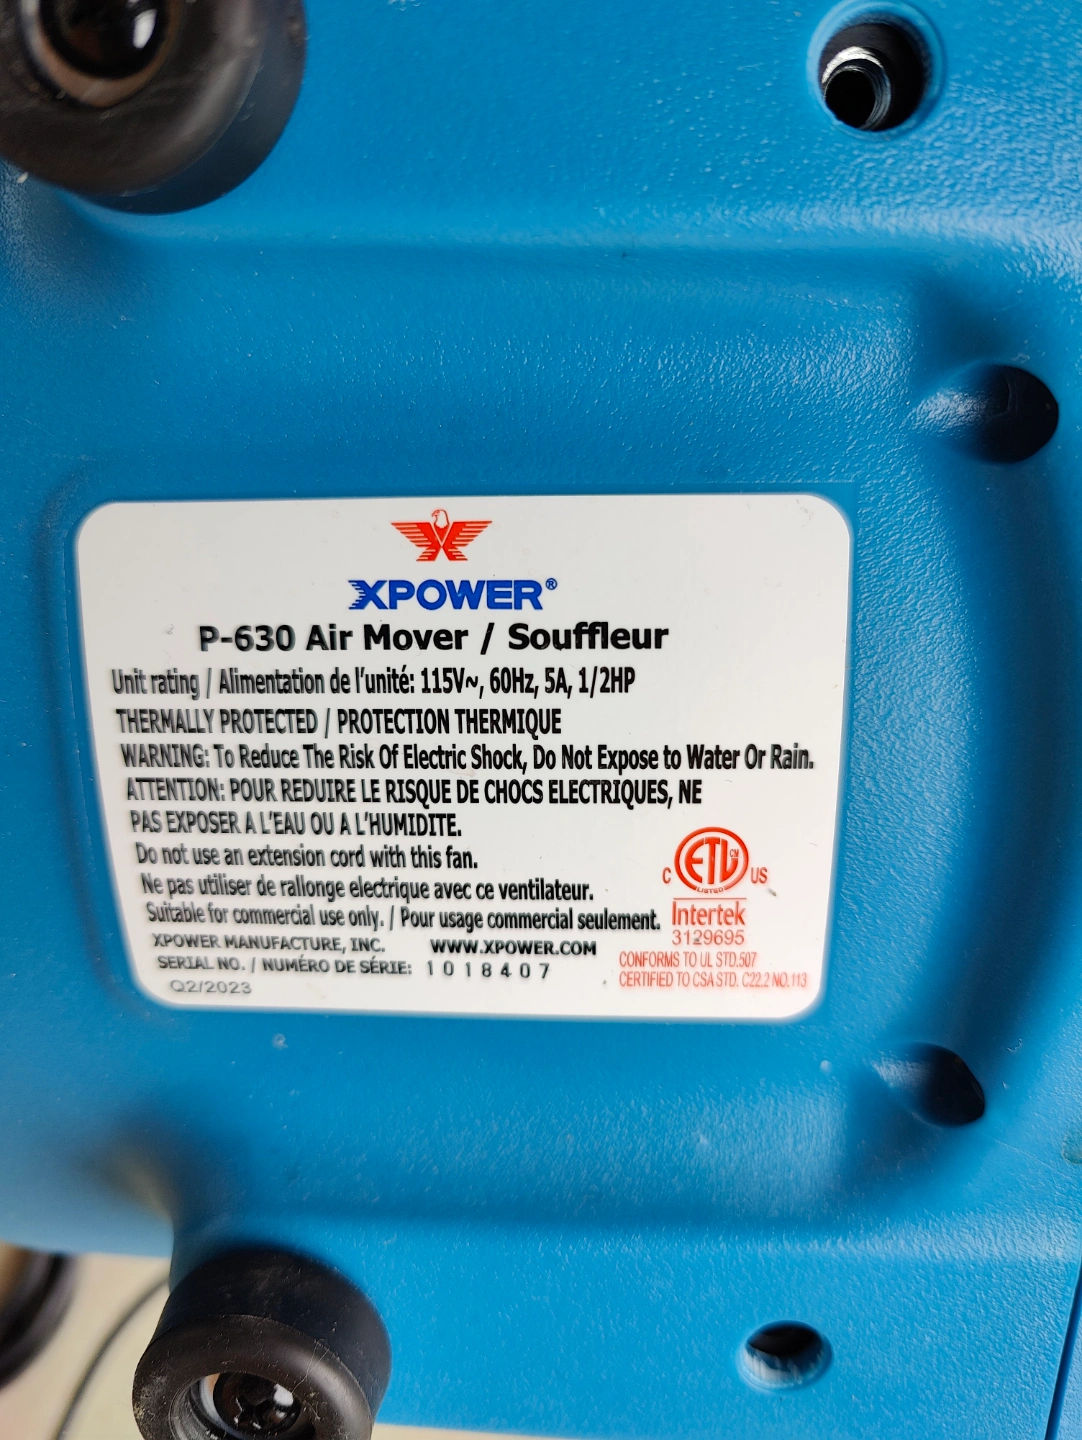 XPOWER®
P-630 Air Mover / Souffleur
Unit rating / Alimentation de l'unité: 115V~, 60Hz, 5A, 1/2HP
THERMALLY PROTECTED / PROTECTION THERMIQUE
WARNING: To Reduce The Risk Of Electric Shock, Do Not Expose to Water Or Rain.
ATTENTION: POUR REDUIRE LE RISQUE DE CHOCS ELECTRIQUES, NE
PAS EXPOSER A L'EAU OU A L'HUMIDITE.
Do not use an extension cord with this fan.
Ne pas utiliser de rallonge electrique avec ce ventilateur.
Suitable for commercial use only. / Pour usage commercial seulement.
XPOWER MANUFACTURE, INC. WWW.XPOWER.COM
SERIAL NO. / NUMÉRO DE SÉRIE: 1018407
Q2/2023
C ETL CM US
LISTED
Intertek
3129695
CONFORMS TO UL STD.507
CERTIFIED TO CSA STD. C22.2 NO.113